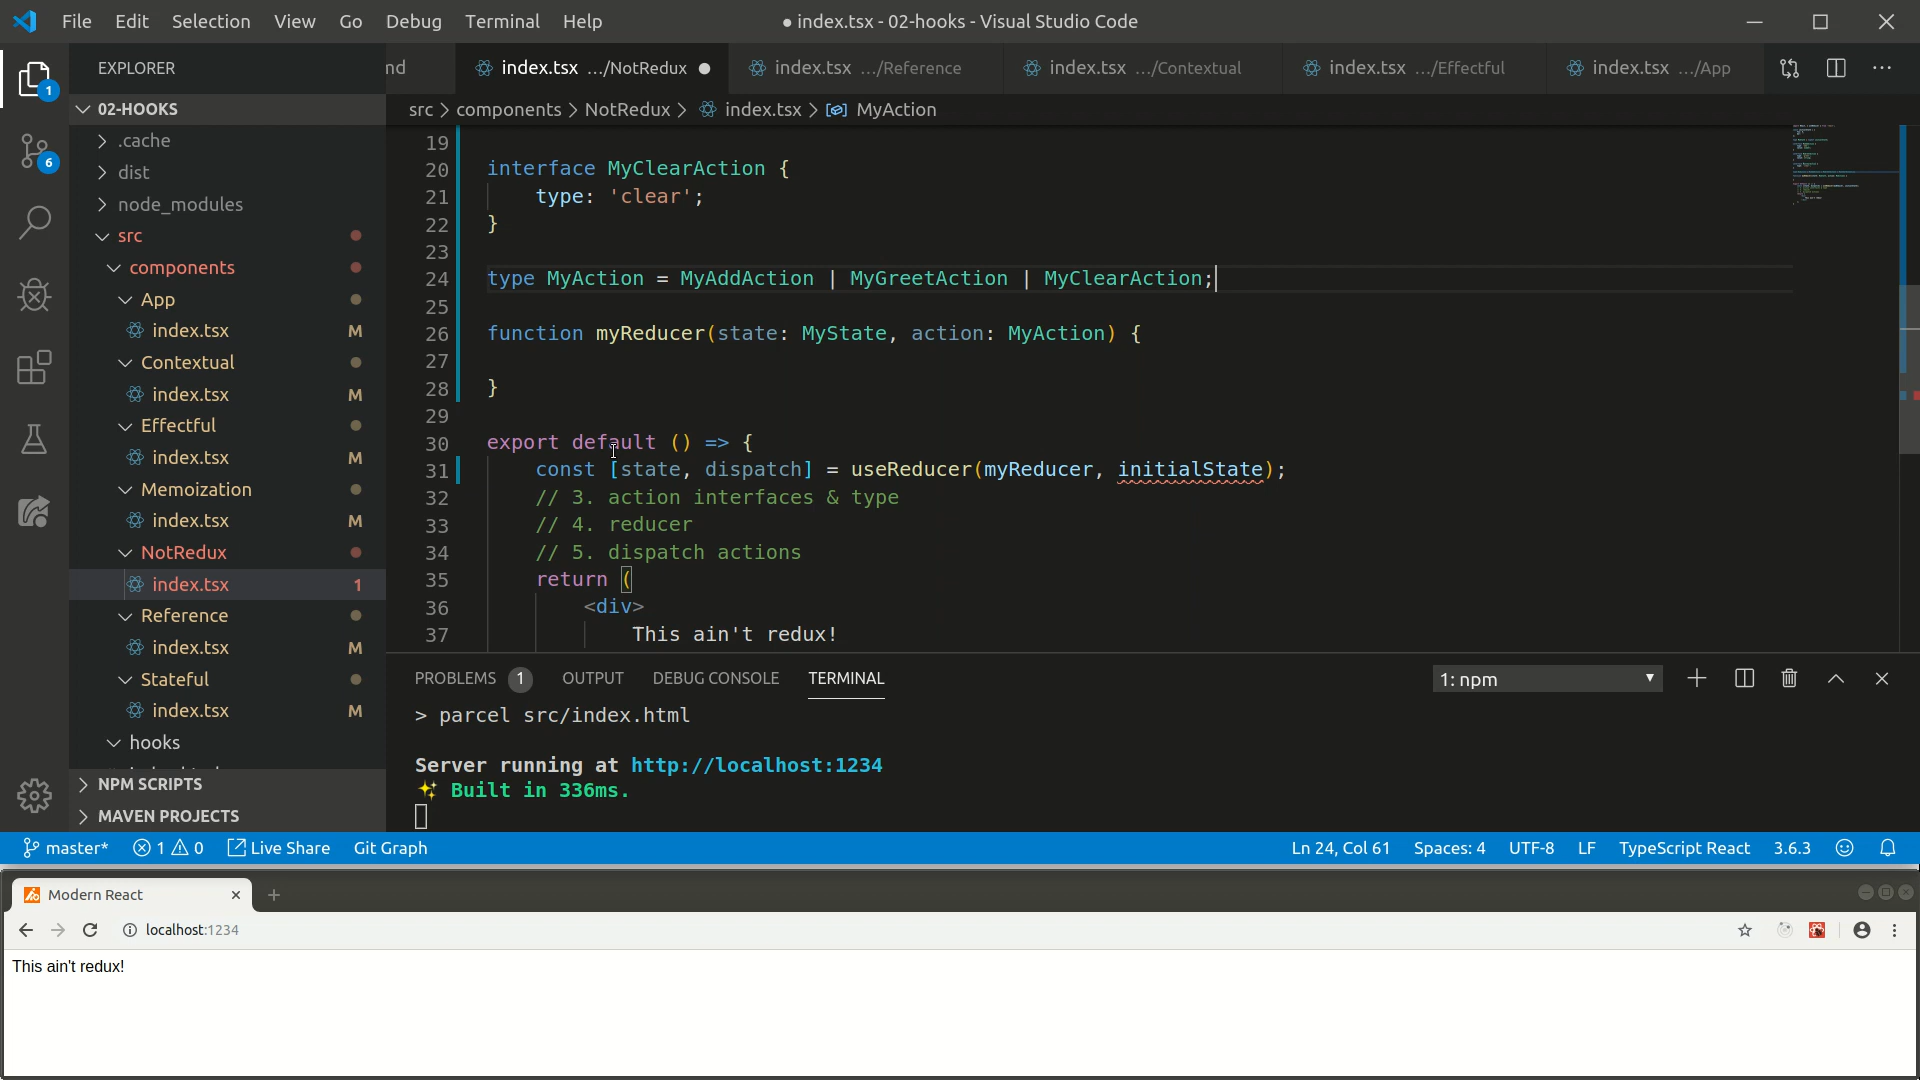 File Edit Selection View Go Debug Terminal Help
● index.tsx - 02-hooks - Visual Studio Code
EXPLORER
nd
index.tsx .../NotRedux ●
index.tsx .../Reference
index.tsx .../Contextual
index.tsx .../Effectful
index.tsx .../App
1
6
02-HOOKS
.cache
dist
node_modules
src
components
App
index.tsx M
Contextual
index.tsx M
Effectful
index.tsx M
Memoization
index.tsx M
NotRedux
index.tsx 1
Reference
index.tsx M
Stateful
index.tsx M
hooks
NPM SCRIPTS
MAVEN PROJECTS
src > components > NotRedux > index.tsx > MyAction
19
20 interface MyClearAction {
21 type: 'clear';
22 }
23
24 type MyAction = MyAddAction | MyGreetAction | MyClearAction;
25
26 function myReducer(state: MyState, action: MyAction) {
27
28 }
29
30 export default () => {
31 const [state, dispatch] = useReducer(myReducer, initialState);
32 // 3. action interfaces & type
33 // 4. reducer
34 // 5. dispatch actions
35 return (
36 <div>
37 This ain't redux!
PROBLEMS 1 OUTPUT DEBUG CONSOLE TERMINAL
1: npm
> parcel src/index.html
Server running at http://localhost:1234
✨ Built in 336ms.
master* 1 0 Live Share Git Graph
Ln 24, Col 61 Spaces: 4 UTF-8 LF TypeScript React 3.6.3
Modern React
localhost:1234
This ain't redux!